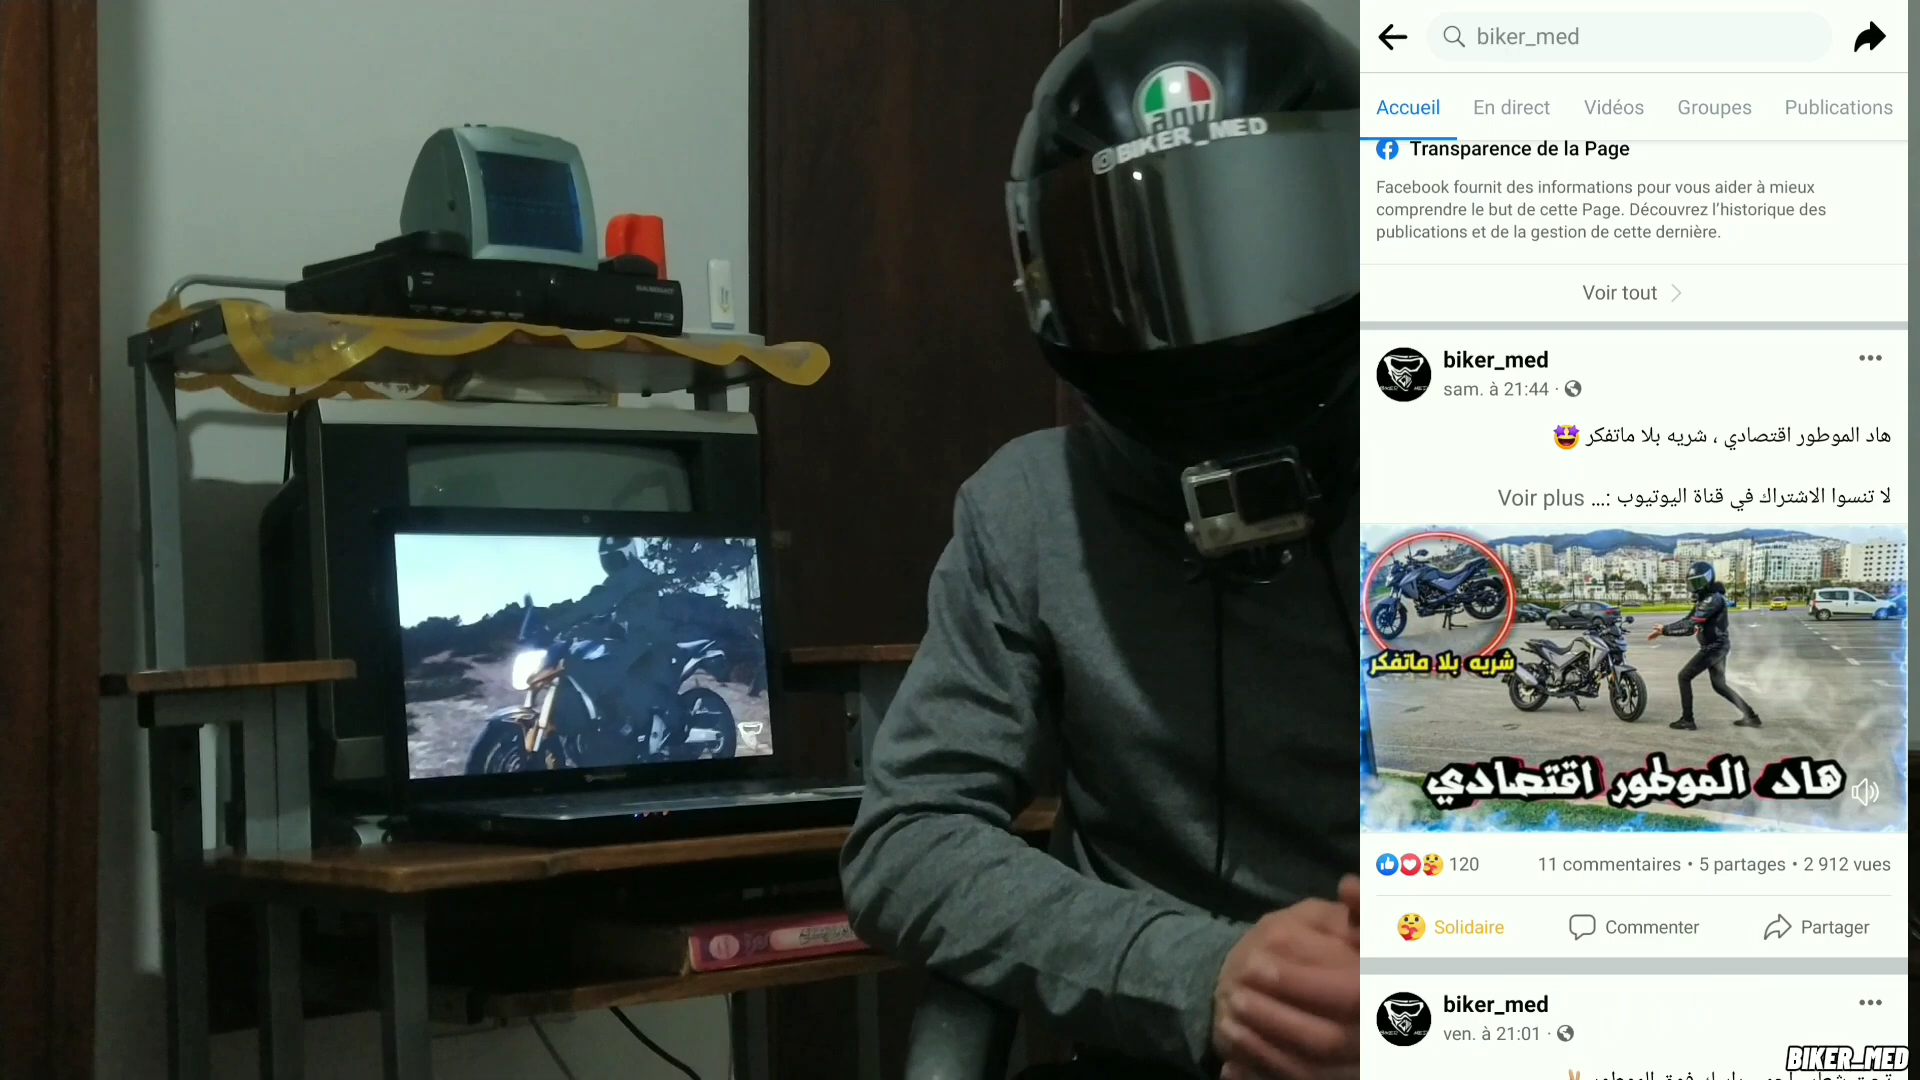 agv
@BIKER_MED
biker_med
Accueil
En direct
Vidéos
Groupes
Publications
Transparence de la Page
Facebook fournit des informations pour vous aider à mieux
comprendre le but de cette Page. Découvrez l’historique des
publications et de la gestion de cette dernière.
Voir tout
biker_med
sam. à 21:44 ·
هاد الموطور اقتصادي ، شريه بلا ماتفكر 🤩
لا تنسوا الاشتراك في قناة اليوتيوب :... Voir plus
شريه بلا ماتفكر
هاد الموطور اقتصادي
120
11 commentaires • 5 partages • 2 912 vues
Solidaire
Commenter
Partager
biker_med
ven. à 21:01 ·
BIKER_MED